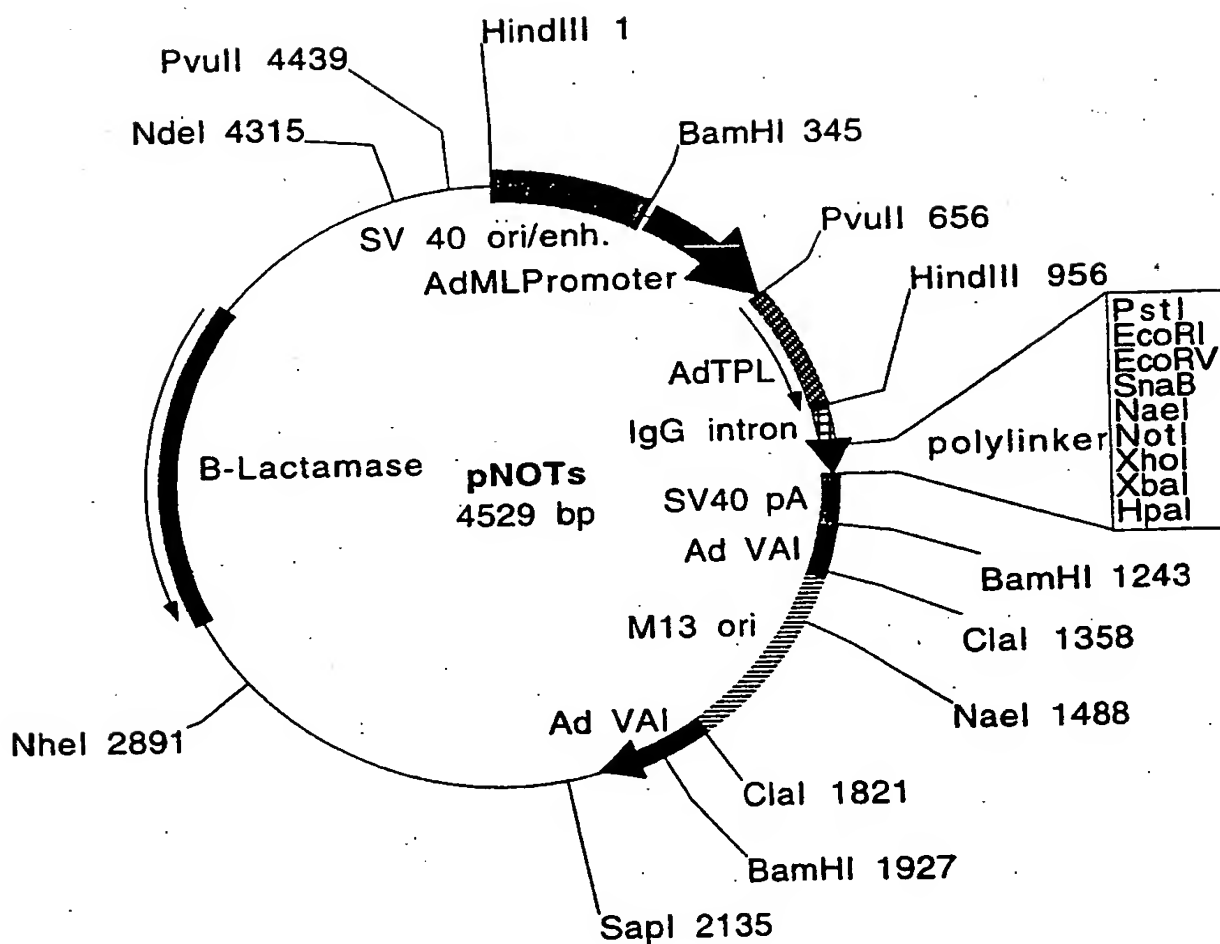 HindIII 1
PvuII 4439
NdeI 4315
BamHI 345
SV 40 ori/enh.
PvuII 656
AdMLPromoter
HindIII 956
PstI
EcoRI
EcoRV
SnaB
NaeI
NotI
XhoI
XbaI
HpaI
AdTPL
IgG intron
polylinker
B-Lactamase
pNOTs
4529 bp
SV40 pA
Ad VAI
BamHI 1243
M13 ori
ClaI 1358
NaeI 1488
Ad VAI
NheI 2891
ClaI 1821
BamHI 1927
SapI 2135